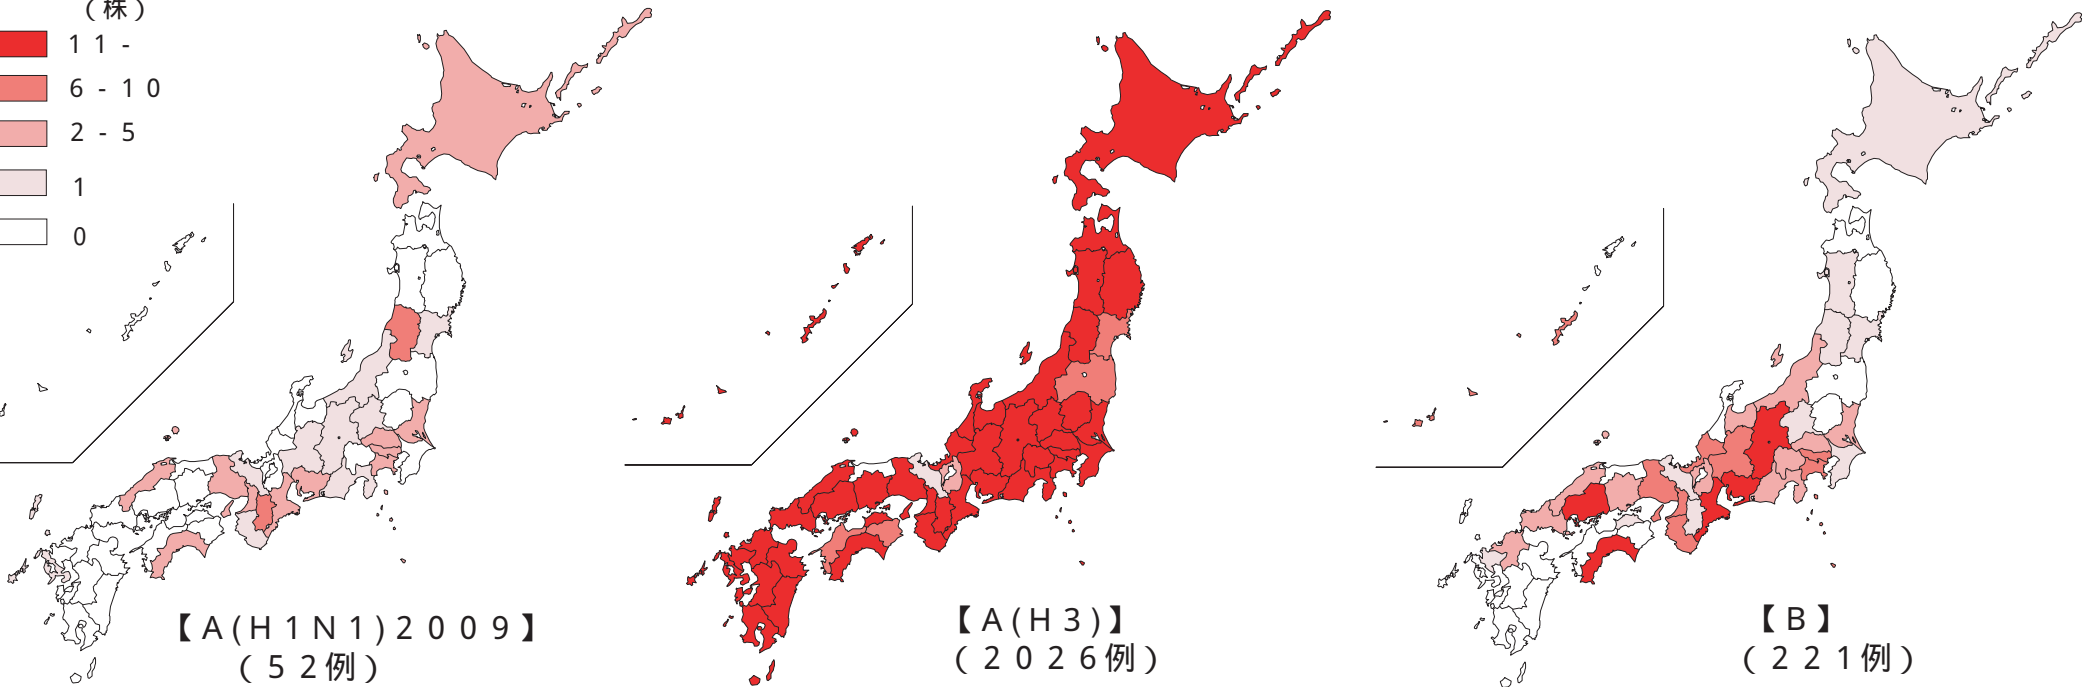 (株)
11-
6-10
2-5
1
0
【A(H1N1)2009】
(52例)
【A(H3)】
(2026例)
【B】
(221例)